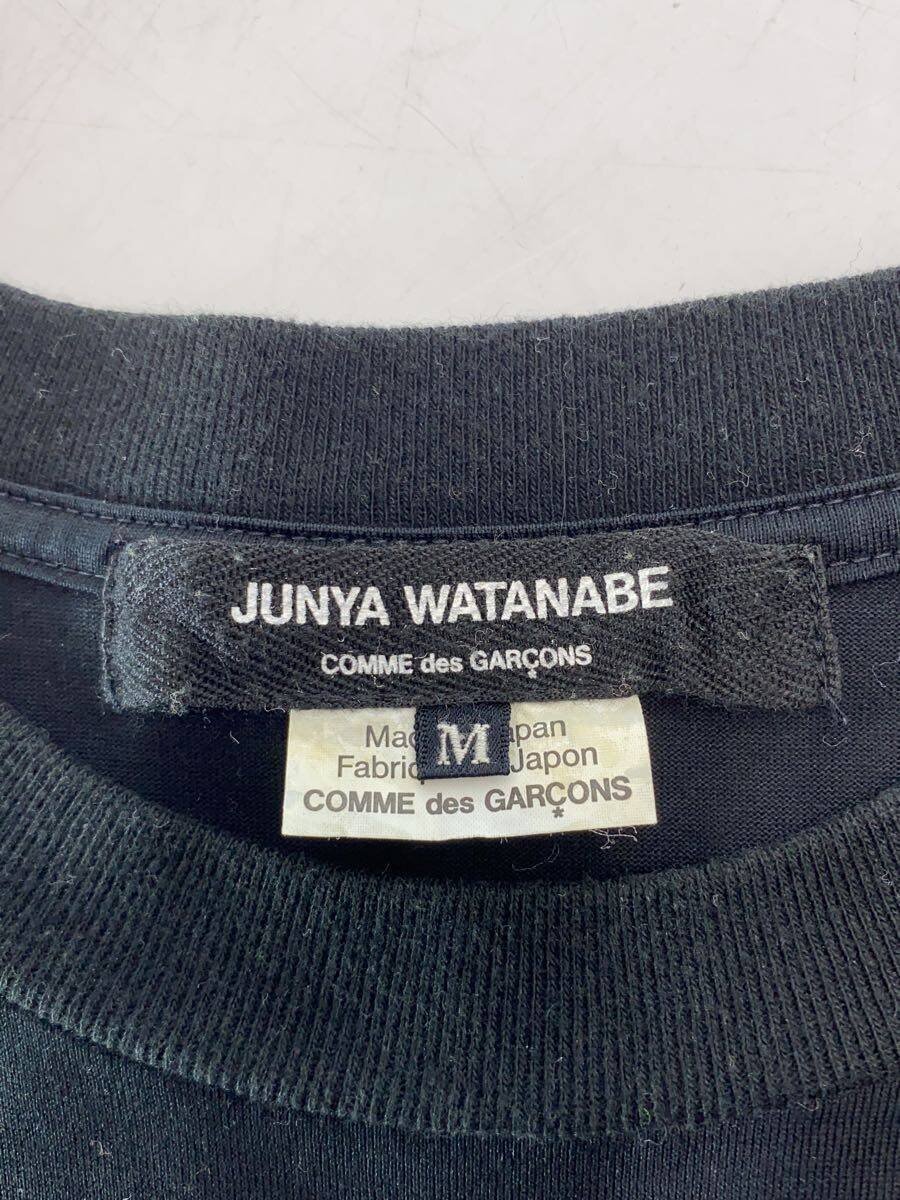 JUNYA WATANABE
COMME des GARÇONS
M
Japon
COMME des GARÇONS